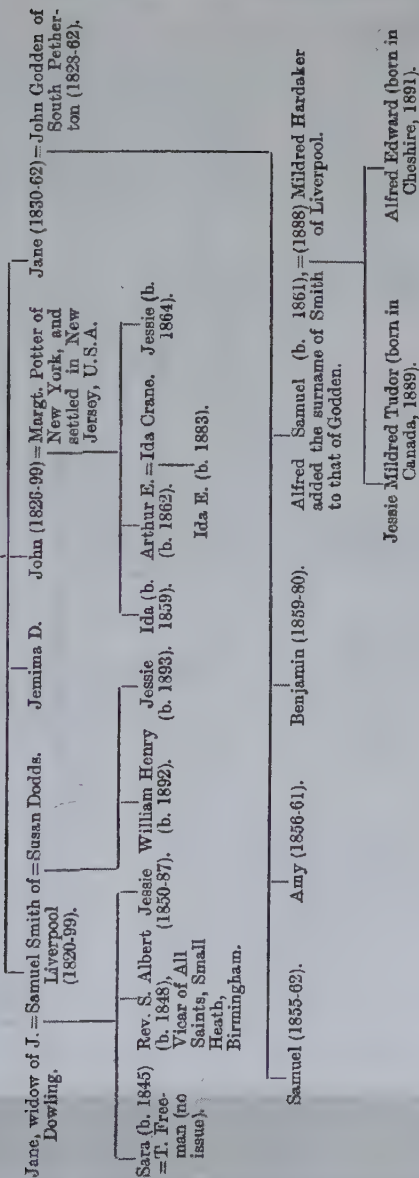 Jane, widow of J. = Samuel Smith of = Susan Dodds.
Dowling.
Liverpool
(1820-99).
Jemima D.
John (1826-99) = Margt. Potter of
New York, and
settled in New
Jersey, U.S.A.
Jane (1830-62) = John Godden of
South Pether-
ton (1828-62).
Sara (b. 1845)
= T. Free-
man (no
issue).
Rev. S. Albert
(b. 1848),
Vicar of All
Saints, Small
Heath,
Birmingham.
Jessie
(1850-87).
William Henry
(b. 1892).
Jessie
(b. 1893).
Ida (b.
1859).
Arthur E. = Ida Crane.
(b. 1862).
Jessie (b.
1864).
Ida E. (b. 1883).
Samuel (1855-62).
Amy (1856-61).
Benjamin (1859-80).
Alfred Samuel (b. 1861), = (1888) Mildred Hardaker
added the surname of Smith
to that of Godden.
of Liverpool.
Jessie Mildred Tudor (born in
Canada, 1889).
Alfred Edward (born in
Cheshire, 1891).